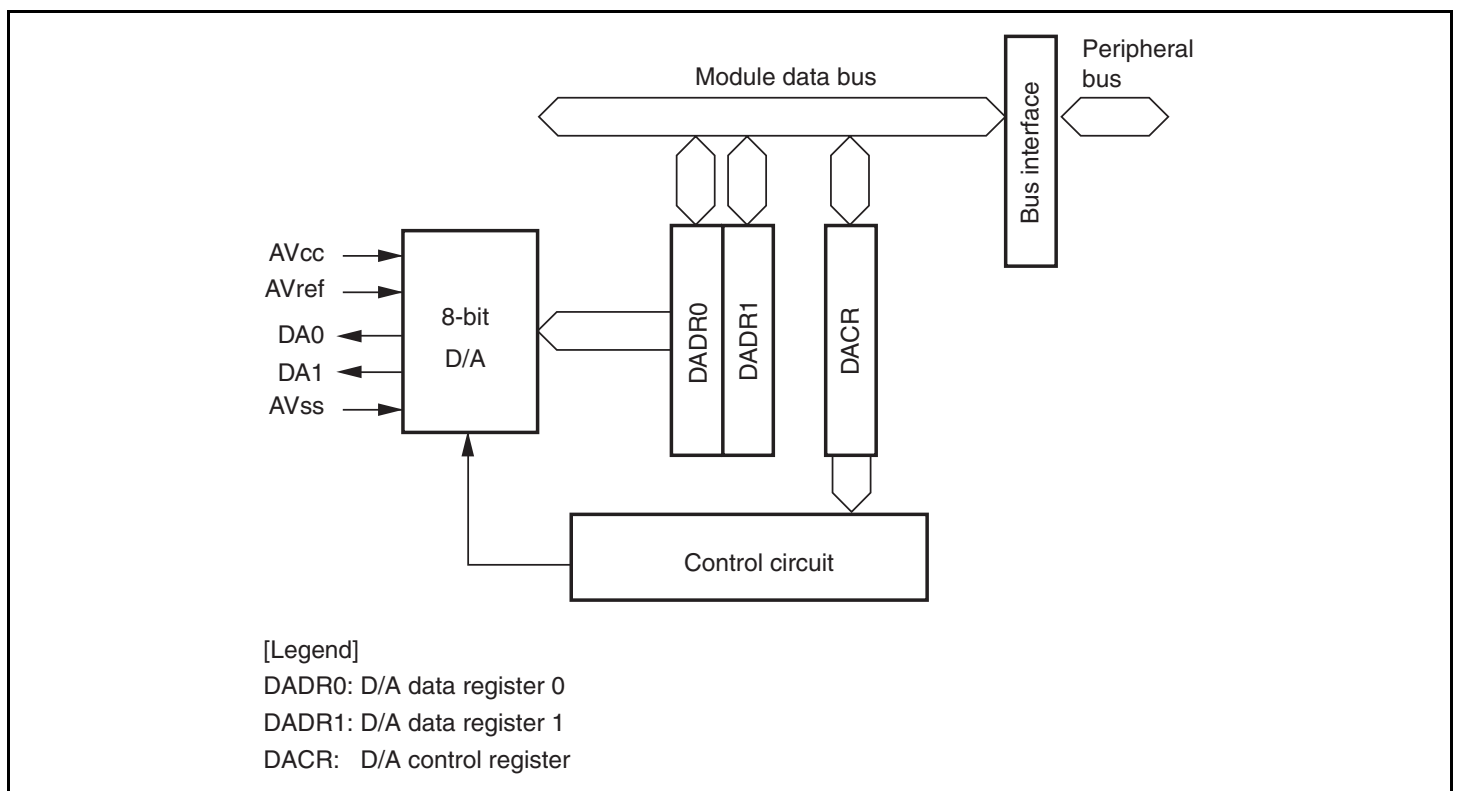 Peripheral
bus
Module data bus
Bus interface
AVcc
AVref
DA0
DA1
AVss
8-bit
D/A
DADR0
DADR1
DACR
Control circuit
[Legend]
DADR0: D/A data register 0
DADR1: D/A data register 1
DACR: D/A control register